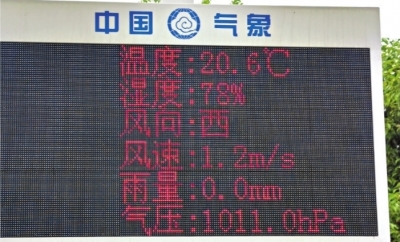 中国气象
温度:20.6℃
湿度:78%
风向:西
风速:1.2m/s
雨量:0.0mm
气压:1011.0hPa